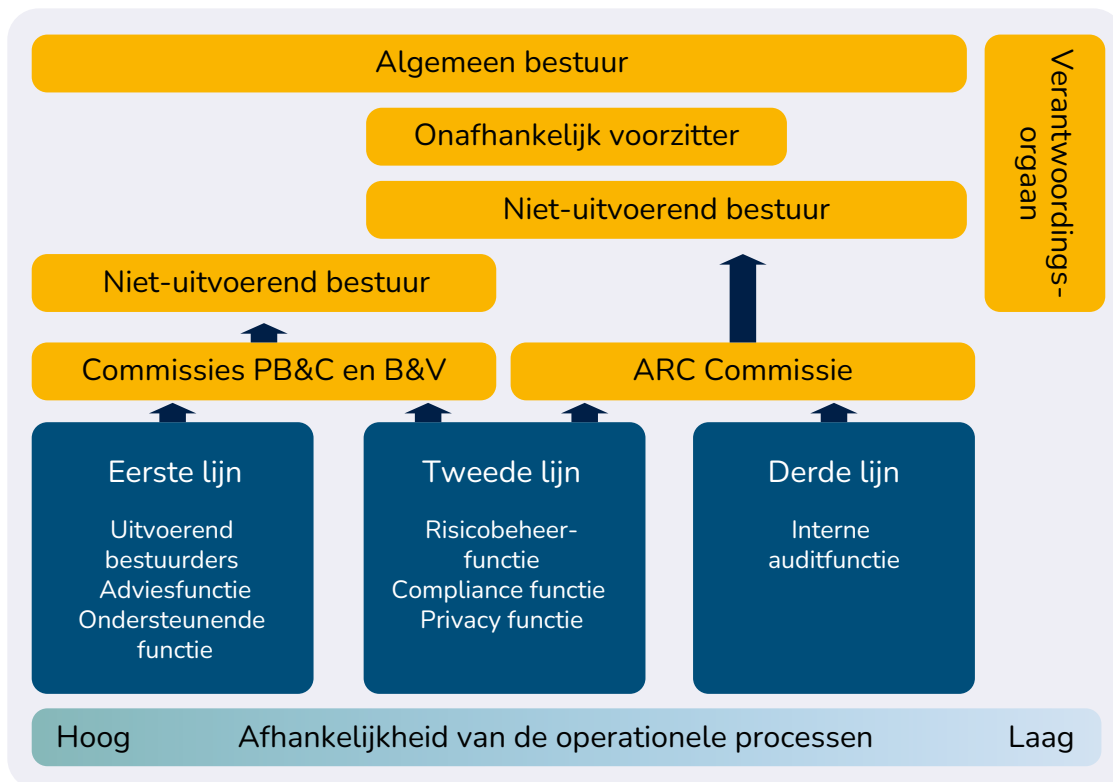 Algemeen bestuur
Verantwoordings-
orgaan
Onafhankelijk voorzitter
Niet-uitvoerend bestuur
Niet-uitvoerend bestuur
Commissies PB&C en B&V
ARC Commissie
Eerste lijn
Uitvoerend
bestuurders
Adviesfunctie
Ondersteunende
functie
Tweede lijn
Risicobeheer-
functie
Compliance functie
Privacy functie
Derde lijn
Interne
auditfunctie
Hoog Afhankelijkheid van de operationele processen Laag